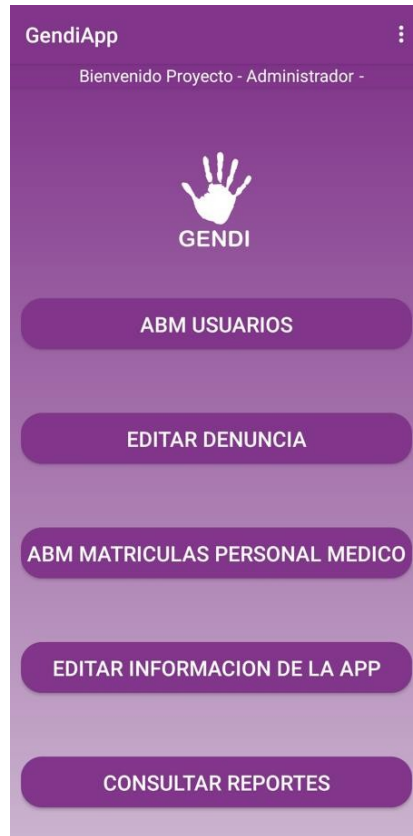 GendiApp
Bienvenido Proyecto - Administrador -
GENDI
ABM USUARIOS
EDITAR DENUNCIA
ABM MATRICULAS PERSONAL MEDICO
EDITAR INFORMACION DE LA APP
CONSULTAR REPORTES